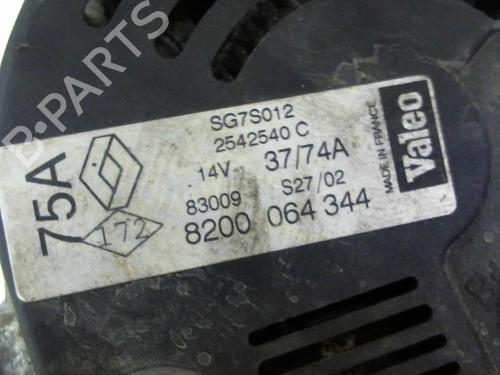 75A
172
SG7S012
2542540 C
14V- 37/74A
83009 S27/02
8200 064 344
MADE IN FRANCE
Valeo
B-PARTS